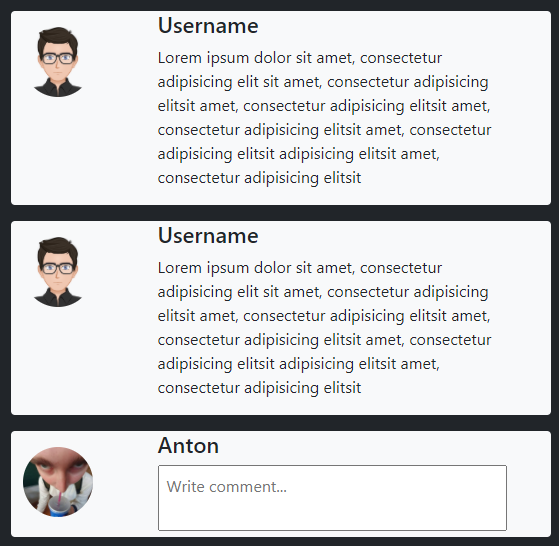 Username
Lorem ipsum dolor sit amet, consectetur
adipisicing elit sit amet, consectetur adipisicing
elitsit amet, consectetur adipisicing elitsit amet,
consectetur adipisicing elitsit amet, consectetur
adipisicing elitsit adipisicing elitsit amet,
consectetur adipisicing elitsit
Username
Lorem ipsum dolor sit amet, consectetur
adipisicing elit sit amet, consectetur adipisicing
elitsit amet, consectetur adipisicing elitsit amet,
consectetur adipisicing elitsit amet, consectetur
adipisicing elitsit adipisicing elitsit amet,
consectetur adipisicing elitsit
Anton
Write comment...